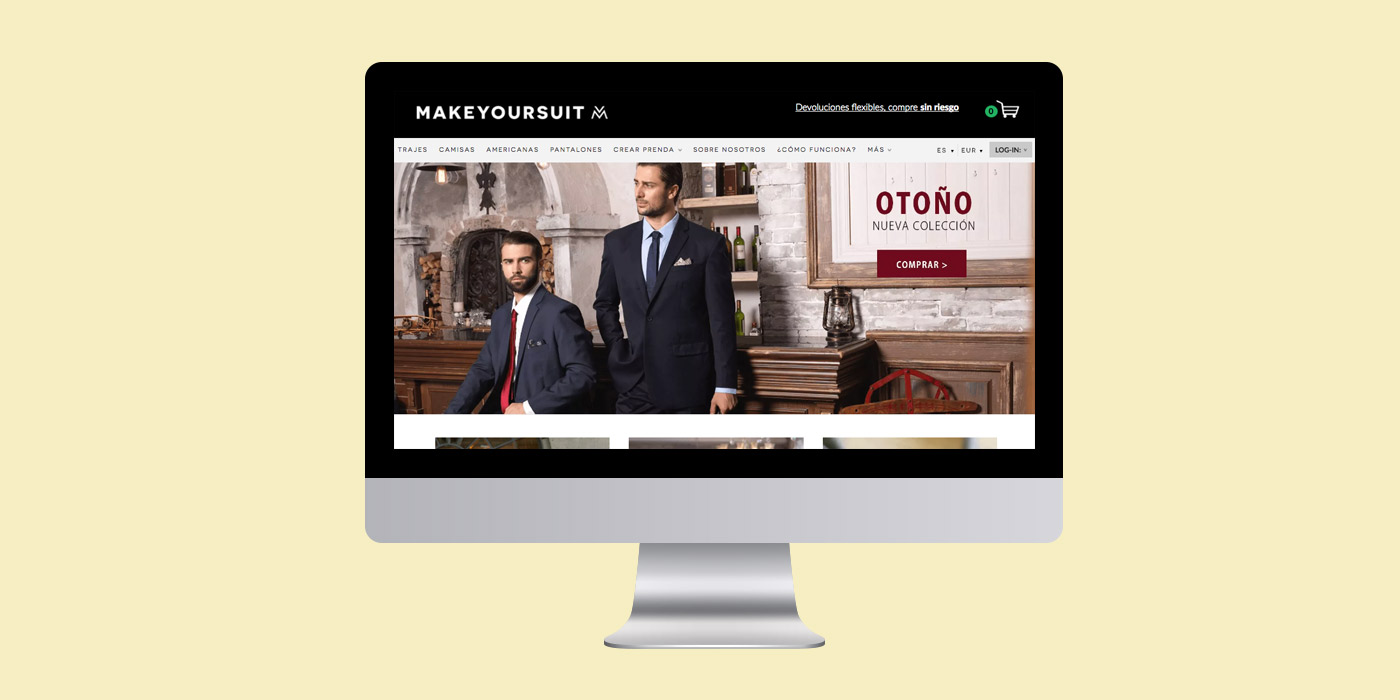 MAKEYOURSUIT
Devoluciones flexibles, compre sin riesgo
0
TRAJES CAMISAS AMERICANAS PANTALONES CREAR PRENDA SOBRE NOSOTROS ¿CÓMO FUNCIONA? MÁS ES EUR LOG-IN:
OTOÑO
NUEVA COLECCIÓN
COMPRAR >